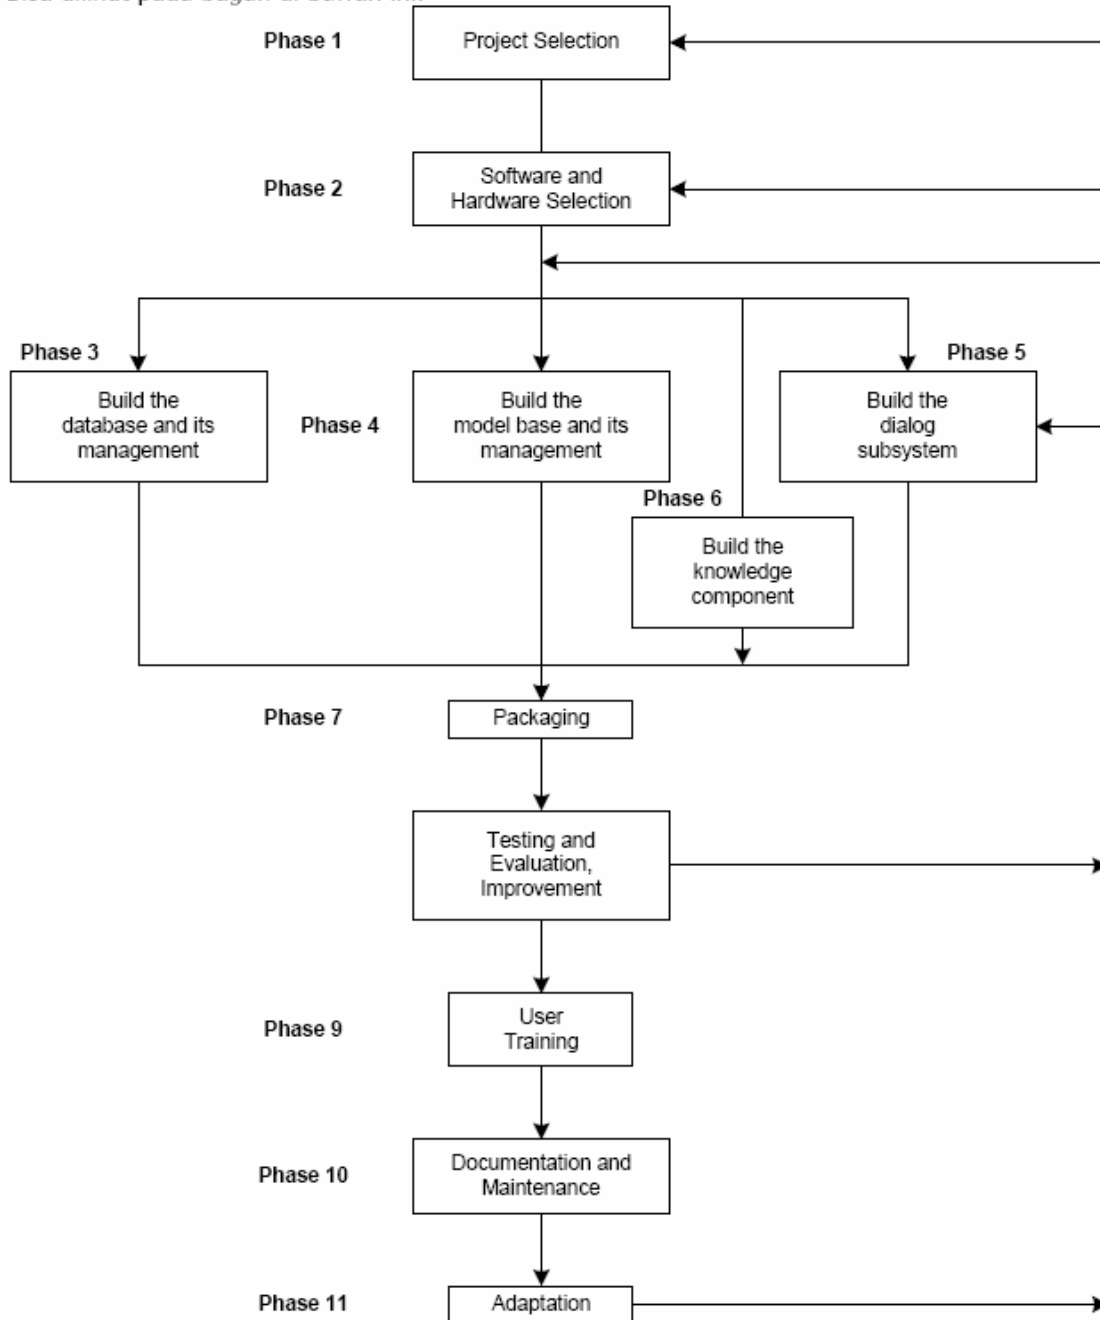 Phase 1
Project Selection
Phase 2
Software and
Hardware Selection
Phase 3
Build the
database and its
management
Phase 4
Build the
model base and its
management
Phase 5
Build the
dialog
subsystem
Phase 6
Build the
knowledge
component
Phase 7
Packaging
Testing and
Evaluation,
Improvement
Phase 9
User
Training
Phase 10
Documentation and
Maintenance
Phase 11
Adaptation